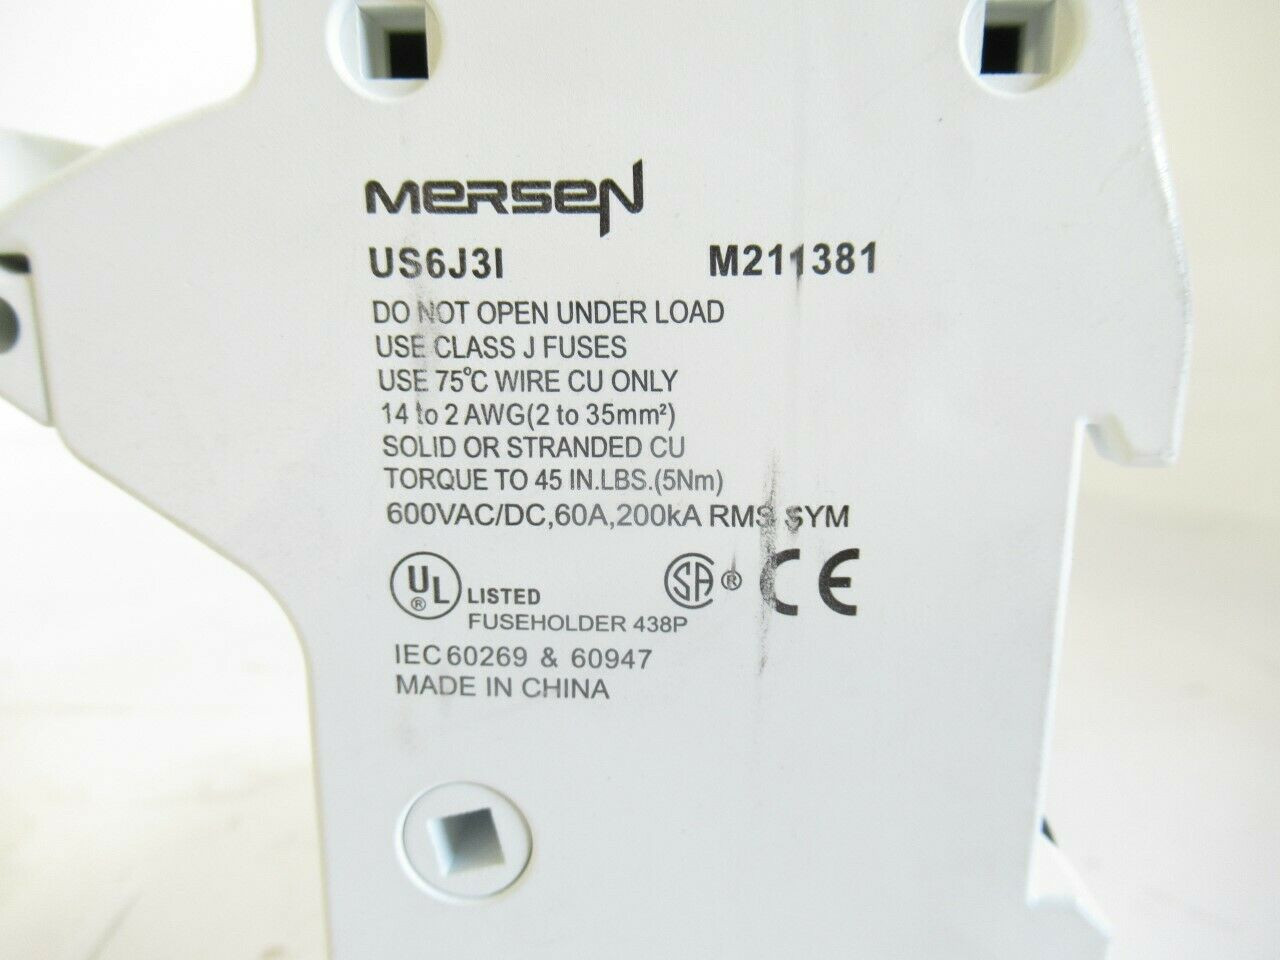 MERSEN
US6J3I M211381
DO NOT OPEN UNDER LOAD
USE CLASS J FUSES
USE 75°C WIRE CU ONLY
14 to 2 AWG(2 to 35mm²)
SOLID OR STRANDED CU
TORQUE TO 45 IN.LBS.(5Nm)
600VAC/DC,60A,200kA RMS SYM
UL® LISTED SA® CE
FUSEHOLDER 438P
IEC 60269 & 60947
MADE IN CHINA